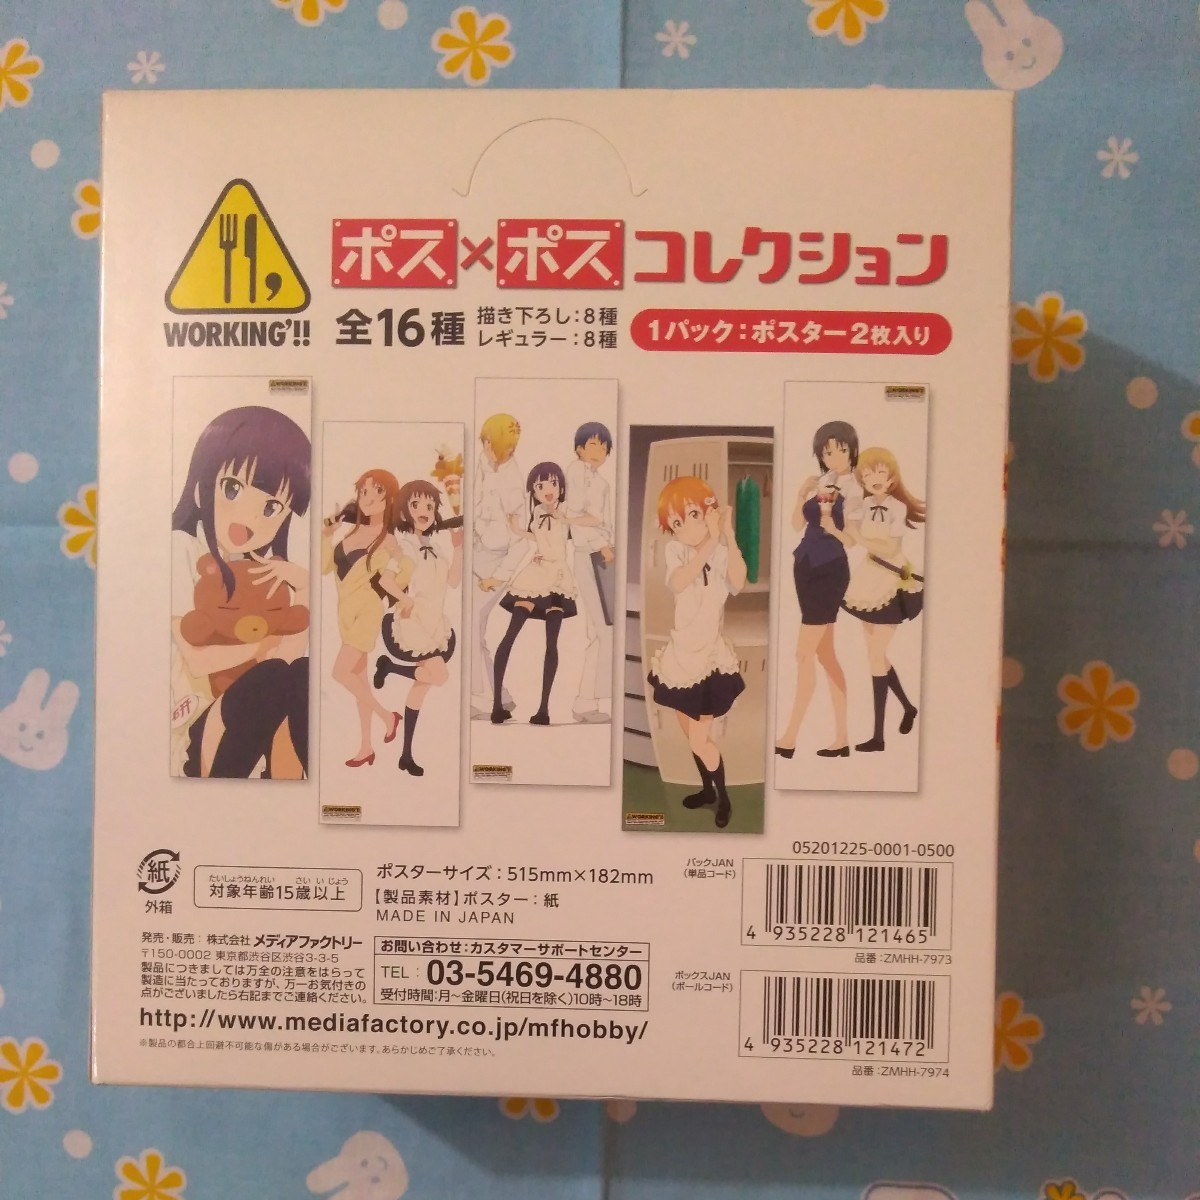 WORKING'!!
ポス×ポスコレクション
全16種
描き下ろし:8種
レギュラー:8種
1パック:ポスター2枚入り
WORKING'!!
WORKING'!!
WORKING'!!
WORKING'!!
WORKING'!!
研
紙
外箱
たいしょうねんれい さい いじょう
対象年齢15歳以上
ポスターサイズ:515mm×182mm
【製品素材】ポスター:紙
MADE IN JAPAN
発売・販売:株式会社 メディアファクトリー
〒150-0002 東京都渋谷区渋谷3-3-5
製品につきましては万全の注意をはらって
製造に当たっておりますが、万一お気付きの
点がございましたら右記までご連絡ください。
お問い合わせ:カスタマーサポートセンター
TEL:03-5469-4880
受付時間:月~金曜日(祝日を除く)10時~18時
http://www.mediafactory.co.jp/mfhobby/
※製品の都合上回避不可能な傷がある場合がございます。あらかじめご了承ください。
05201225-0001-0500
パックJAN
(単品コード)
4 935228 121465
品番:ZMHH-7973
ボックスJAN
(ボールコード)
4 935228 121472
品番:ZMHH-7974